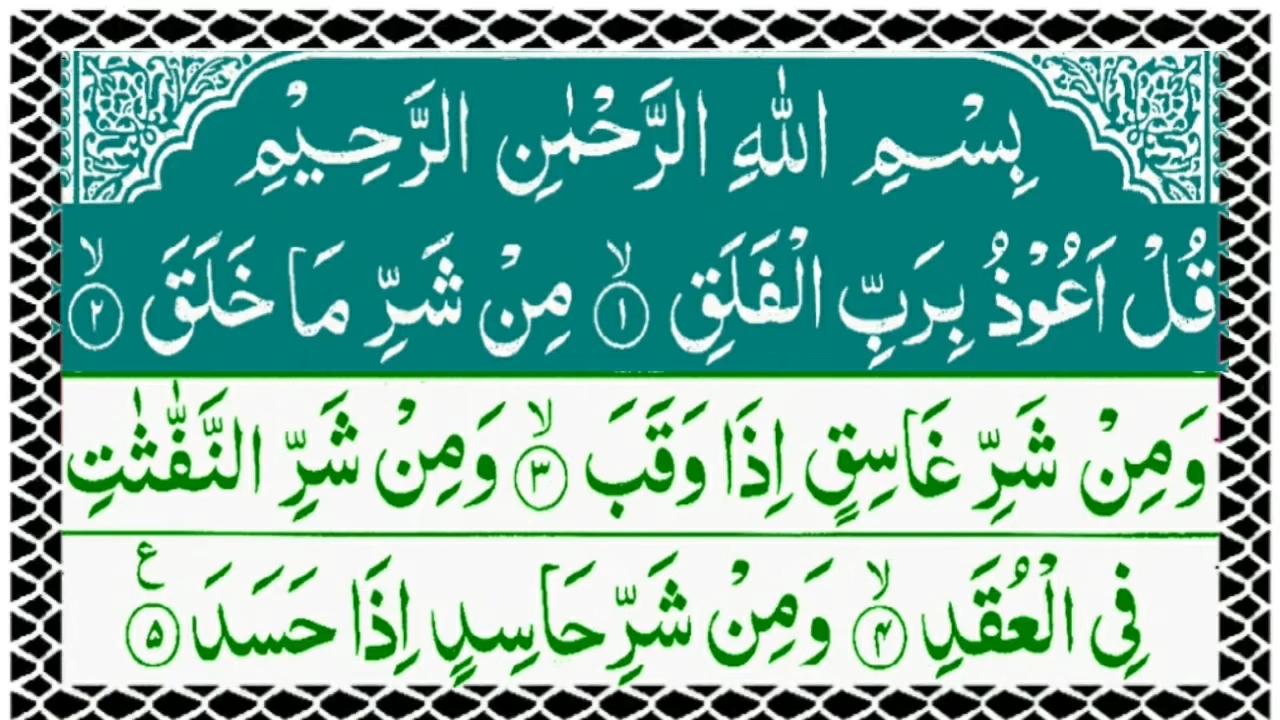 بِسْمِ اللّٰهِ الرَّحْمٰنِ الرَّحِيْمِ
قُلْ اَعُوْذُ بِرَبِّ الْفَلَقِ ۙ﴿۱﴾ مِنْ شَرِّ مَا خَلَقَ ۙ﴿۲﴾
وَمِنْ شَرِّ غَاسِقٍ اِذَا وَقَبَ ۙ﴿۳﴾ وَمِنْ شَرِّ النَّفّٰثٰتِ
فِى الْعُقَدِ ۙ﴿۴﴾ وَمِنْ شَرِّ حَاسِدٍ اِذَا حَسَدَ ﴿۵﴾ ع